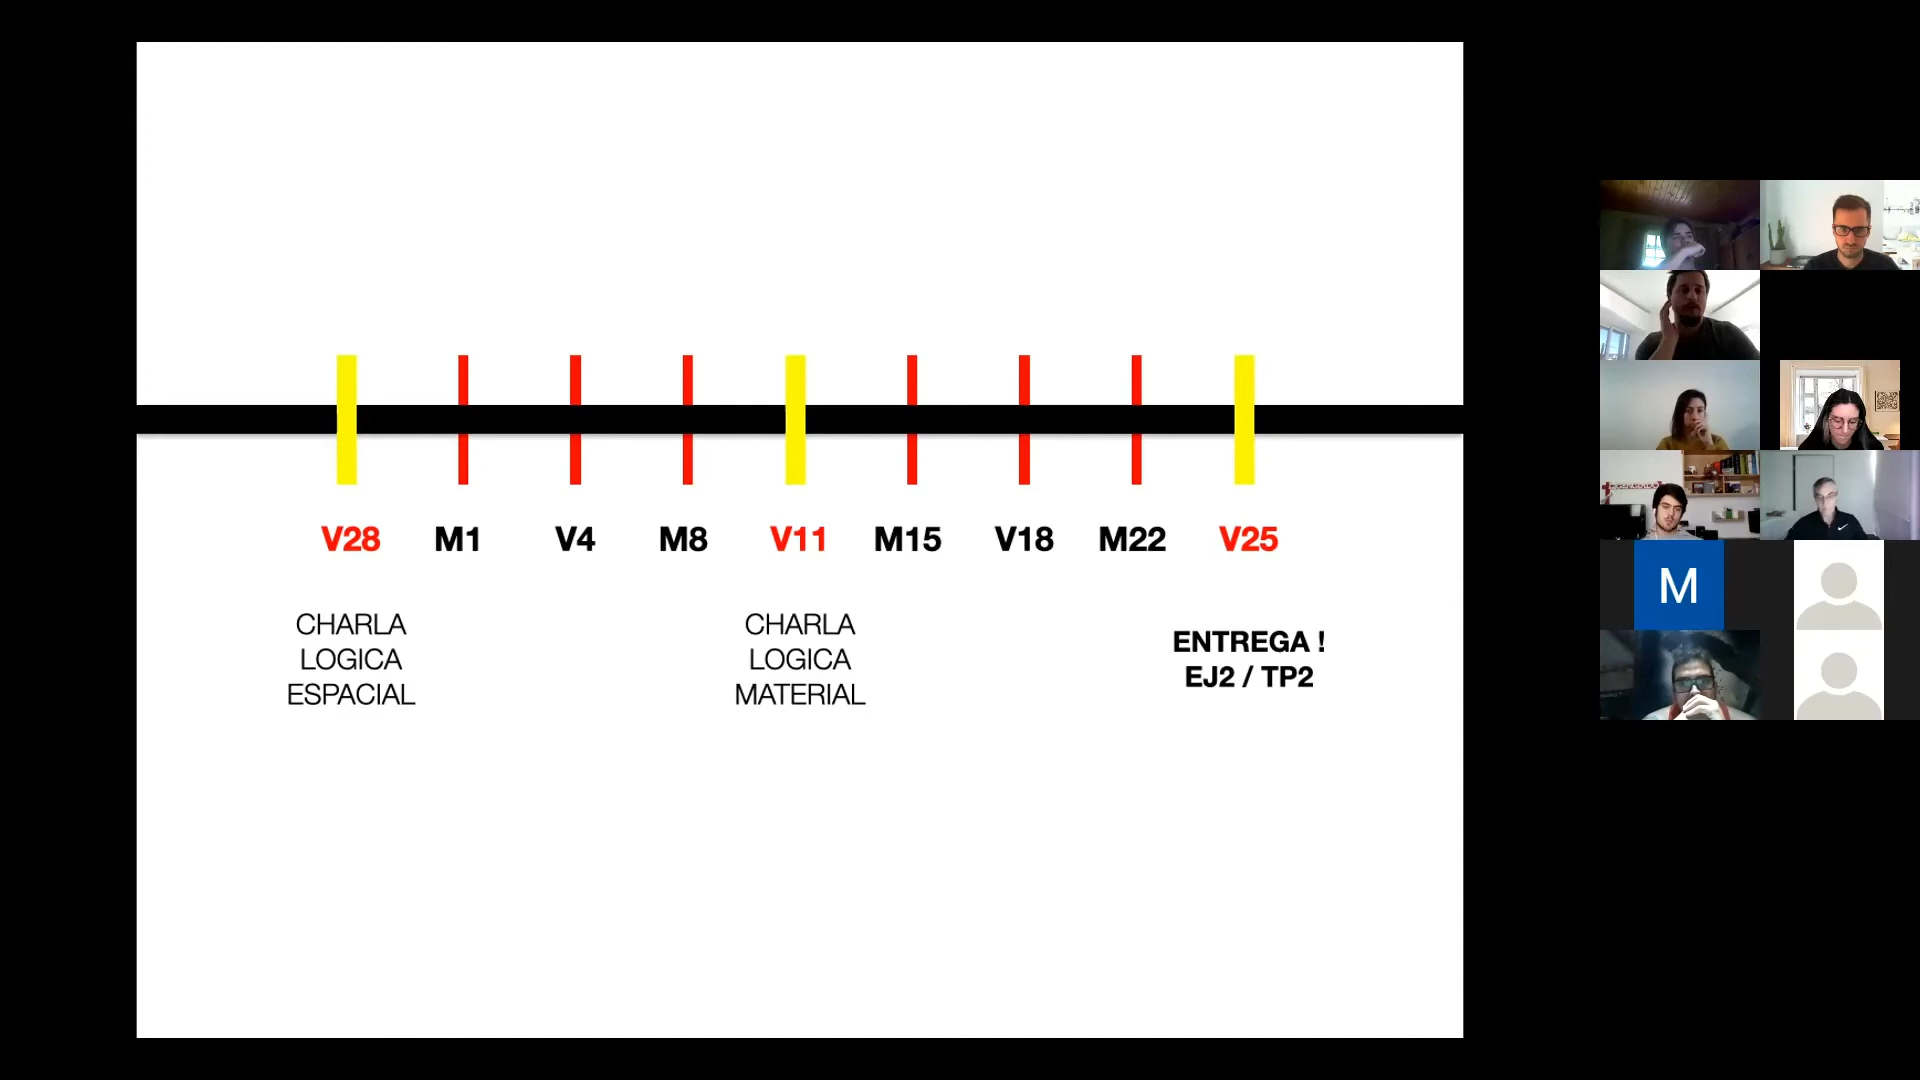 V28 M1 V4 M8 V11 M15 V18 M22 V25
CHARLA
LOGICA
ESPACIAL
CHARLA
LOGICA
MATERIAL
ENTREGA !
EJ2 / TP2
M